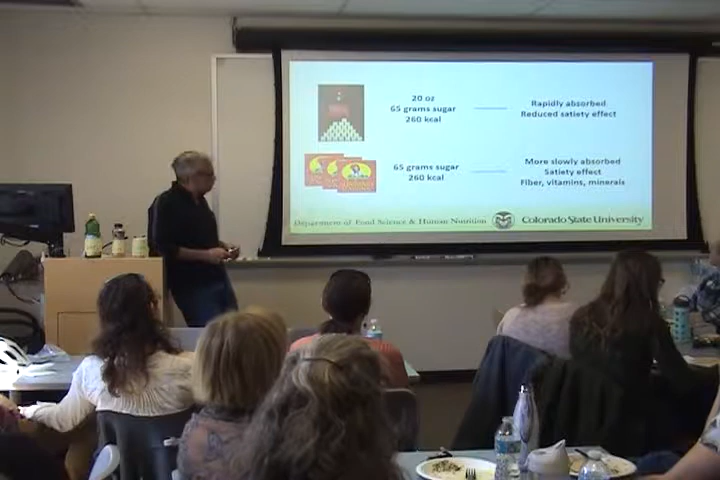 20 oz
65 grams sugar
260 kcal
Rapidly absorbed
Reduced satiety effect
65 grams sugar
260 kcal
More slowly absorbed
Satiety effect
Fiber, vitamins, minerals
Department of Food Science & Human Nutrition
Colorado State University